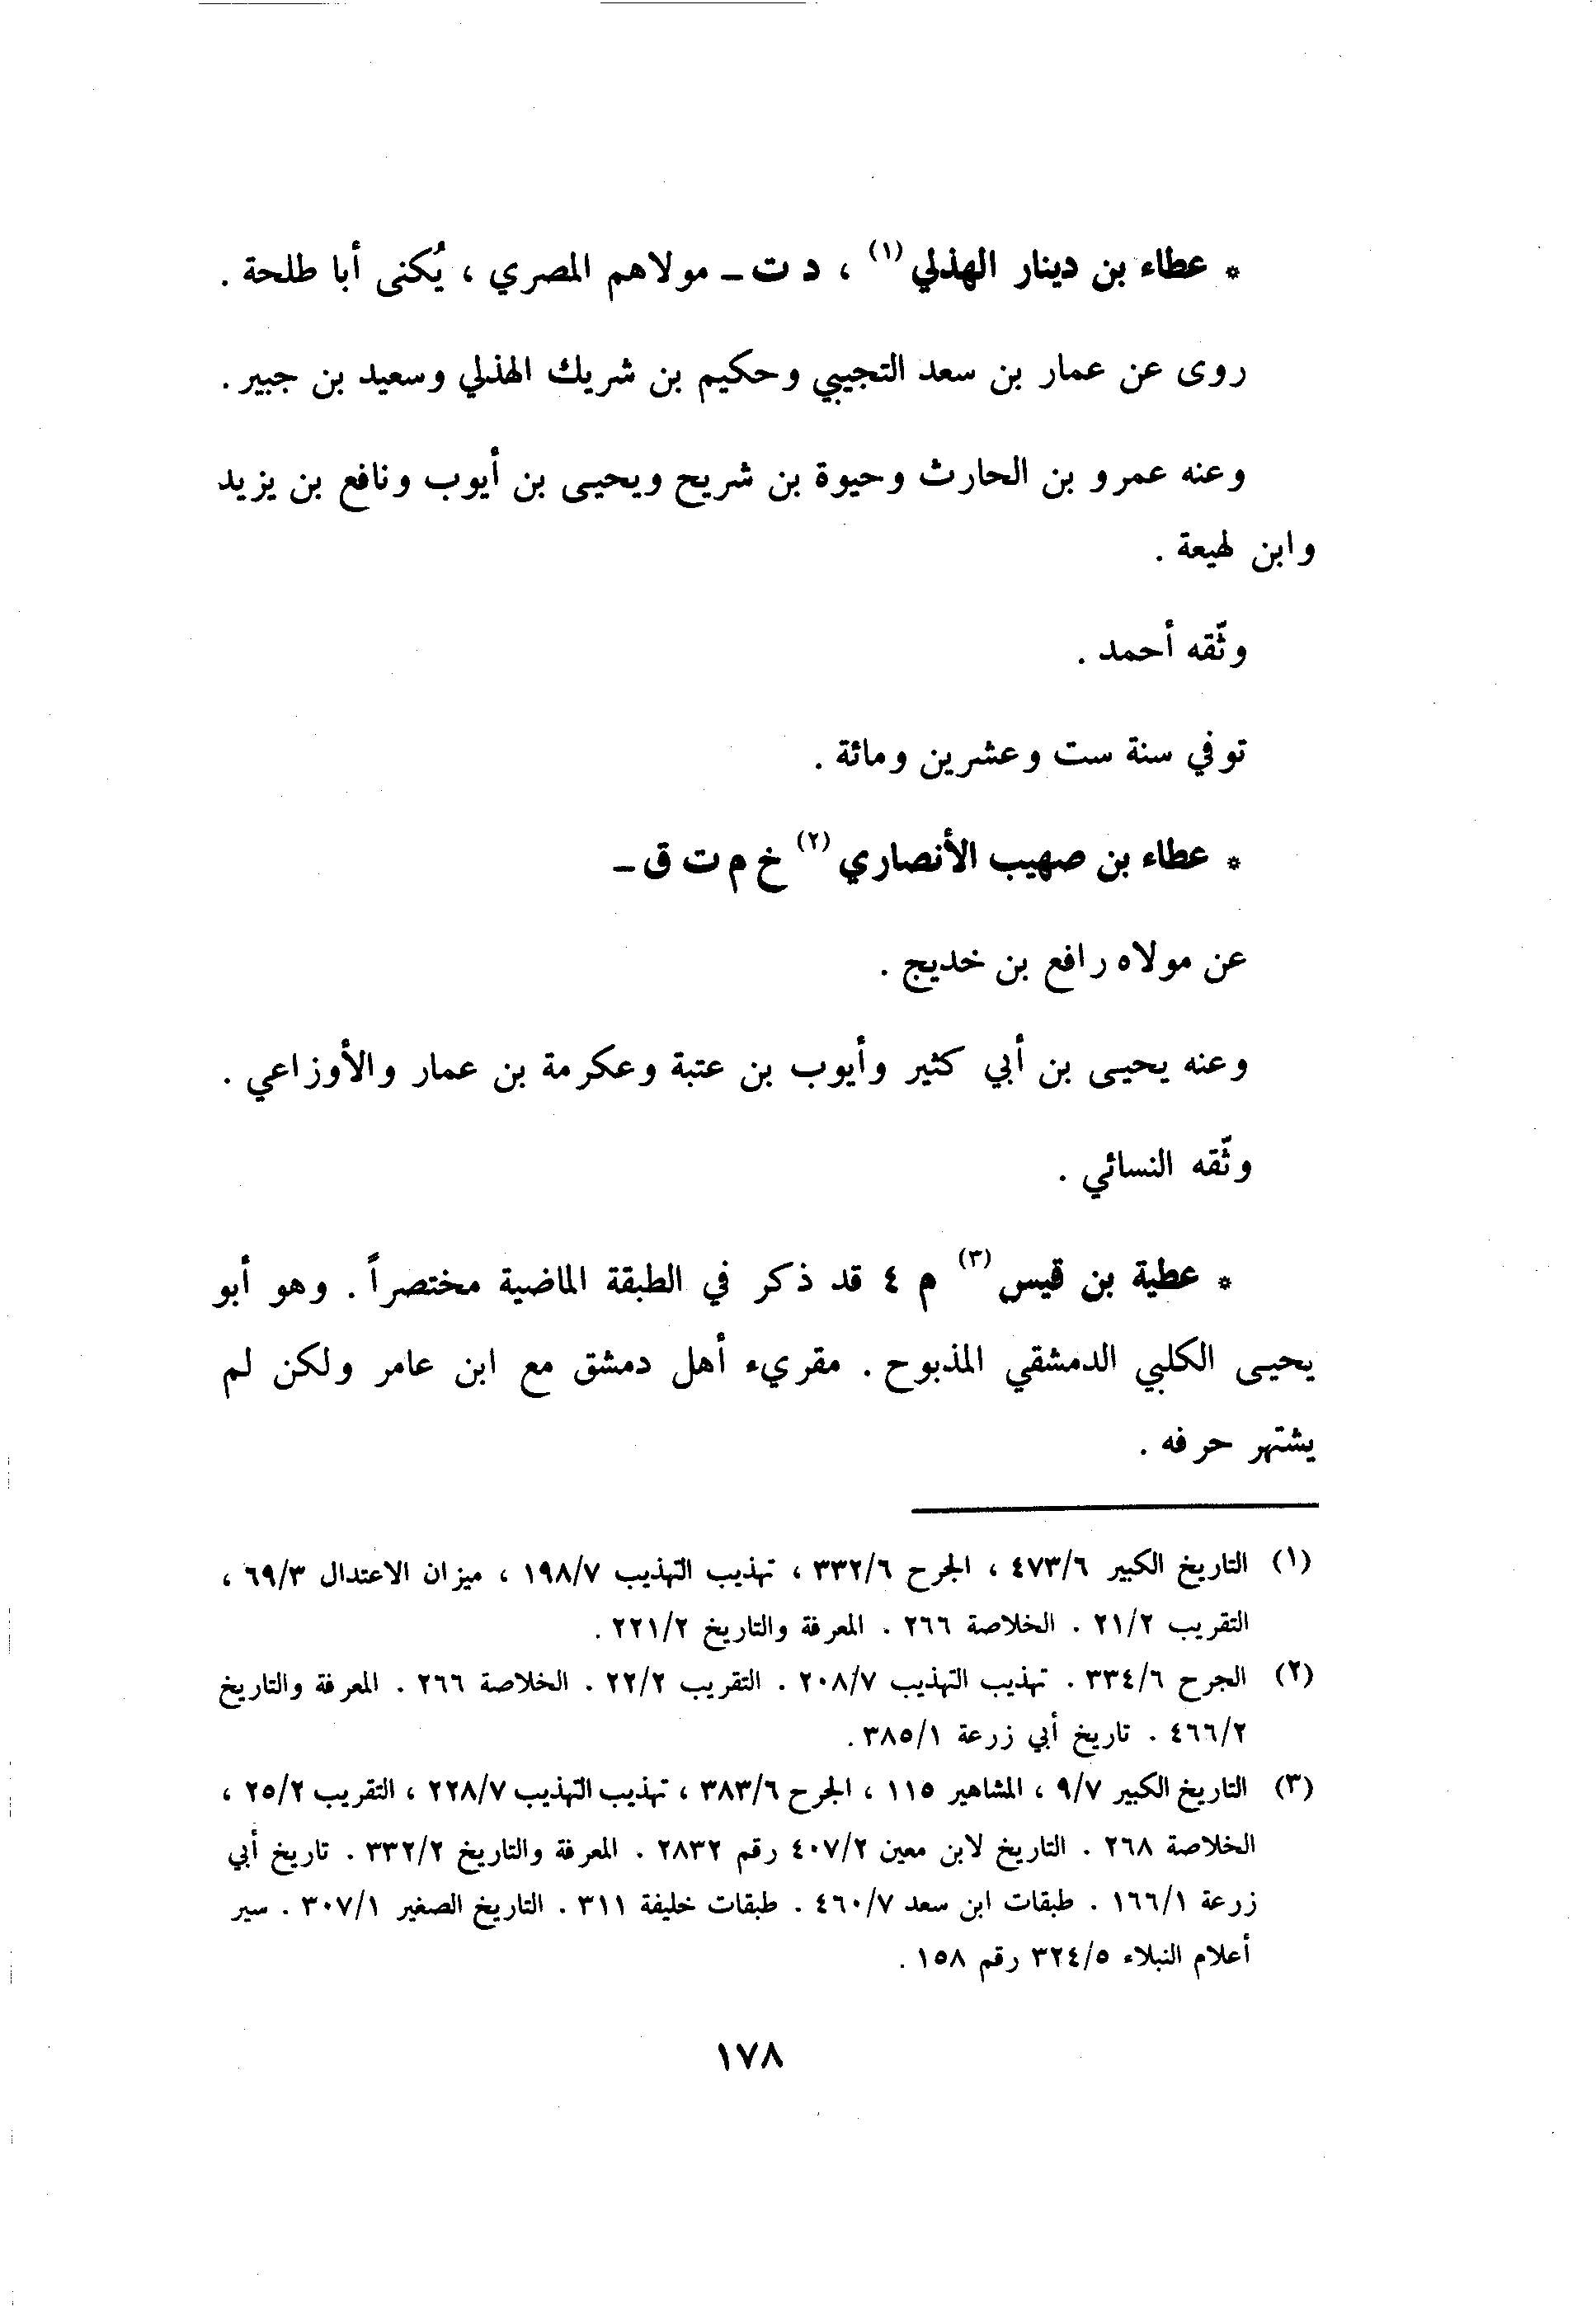 * عطاء بن دينار الهذلي (١) ، د ت ـ مولاهم المصري ، يُكنى أبا طلحة .
روى عن عمار بن سعد التجيبي وحكيم بن شريك الهذلي وسعيد بن جبير .
وعنه عمرو بن الحارث وحيوة بن شريح ويحيى بن أيوب ونافع بن يزيد
وابن لهيعة .
وثّقه أحمد .
توفي سنة ست وعشرين ومائة .
* عطاء بن صهيب الأنصاري (٢) خ م ت ق ـ
عن مولاه رافع بن خديج .
وعنه يحيى بن أبي كثير وأيوب بن عتبة وعكرمة بن عمار والأوزاعي .
وثّقه النسائي .
* عطية بن قيس (٣) م ٤ قد ذكر في الطبقة الماضية مختصراً . وهو أبو
يحيى الكلبي الدمشقي المذبوح . مقريء أهل دمشق مع ابن عامر ولكن لم
يشتهر حرفه .
(١) التاريخ الكبير ٤٧٣/٦ ، الجرح ٣٣٢/٦ ، تهذيب التهذيب ١٩٨/٧ ، ميزان الاعتدال ٦٩/٣ ،
التقريب ٢١/٢ . الخلاصة ٢٦٦ . المعرفة والتاريخ ٢٢١/٢ .
(٢) الجرح ٣٣٤/٦ . تهذيب التهذيب ٢٠٨/٧ . التقريب ٢٢/٢ . الخلاصة ٢٦٦ . المعرفة والتاريخ
٤٦٦/٢ . تاريخ أبي زرعة ٣٨٥/١ .
(٣) التاريخ الكبير ٩/٧ ، المشاهير ١١٥ ، الجرح ٣٨٣/٦ ، تهذيب التهذيب ٢٢٨/٧ ، التقريب ٢٥/٢ ،
الخلاصة ٢٦٨ . التاريخ لابن معين ٤٠٧/٢ رقم ٢٨٣٢ . المعرفة والتاريخ ٣٣٢/٢ . تاريخ أبي
زرعة ١٦٦/١ . طبقات ابن سعد ٤٦٠/٧ . طبقات خليفة ٣١١ . التاريخ الصغير ٣٠٧/١ . سير
أعلام النبلاء ٣٢٤/٥ رقم ١٥٨ .
١٧٨